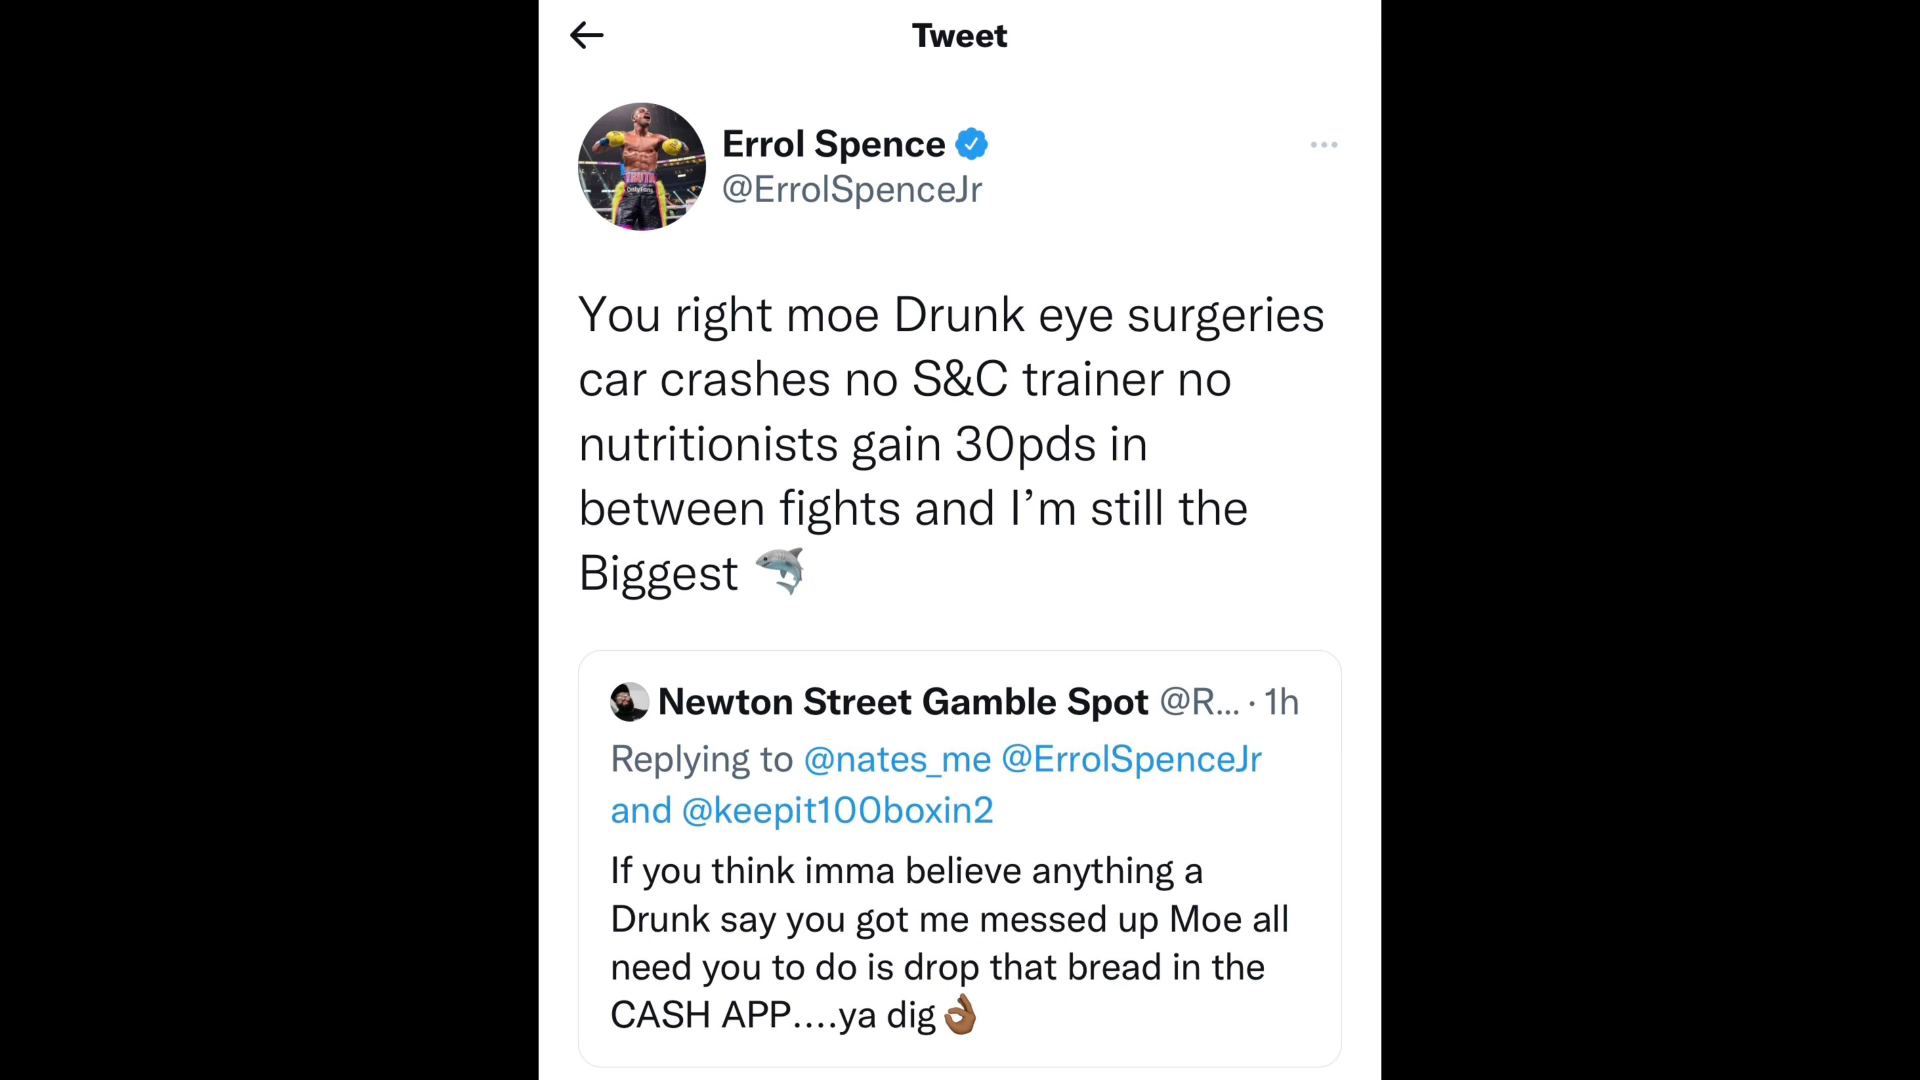 Tweet
Errol Spence
@ErrolSpenceJr
You right moe Drunk eye surgeries
car crashes no S&C trainer no
nutritionists gain 30pds in
between fights and I’m still the
Biggest 🦈
Newton Street Gamble Spot @R... · 1h
Replying to @nates_me @ErrolSpenceJr
and @keepit100boxin2
If you think imma believe anything a
Drunk say you got me messed up Moe all
need you to do is drop that bread in the
CASH APP....ya dig👌🏾